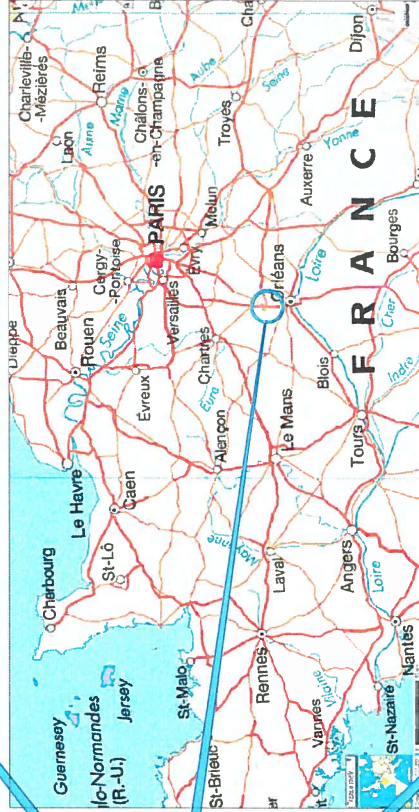 Guernesey
lo-Normandes
(R.-U.)
Jersey
Cherbourg
St-Lô
Caen
Le Havre
Dieppe
Rouen
Beauvais
Seine
Cergy-
-Pontoise
PARIS
Versailles
Évry
Melun
Laon
Aisne
Charleville-
-Mézières
Reims
Marne
Châlons-
-en-Champagne
Aube
Seine
Troyes
Dijon
Yonne
Auxerre
Évreux
Chartres
Eure
Alençon
Le Mans
Orléans
Loire
Mayenne
Laval
St-Malo
Rennes
St-Brieuc
Vannes
Vilaine
Angers
Loire
Tours
Blois
Cher
Indre
Bourges
FRANCE
Nantes
St-Nazaire